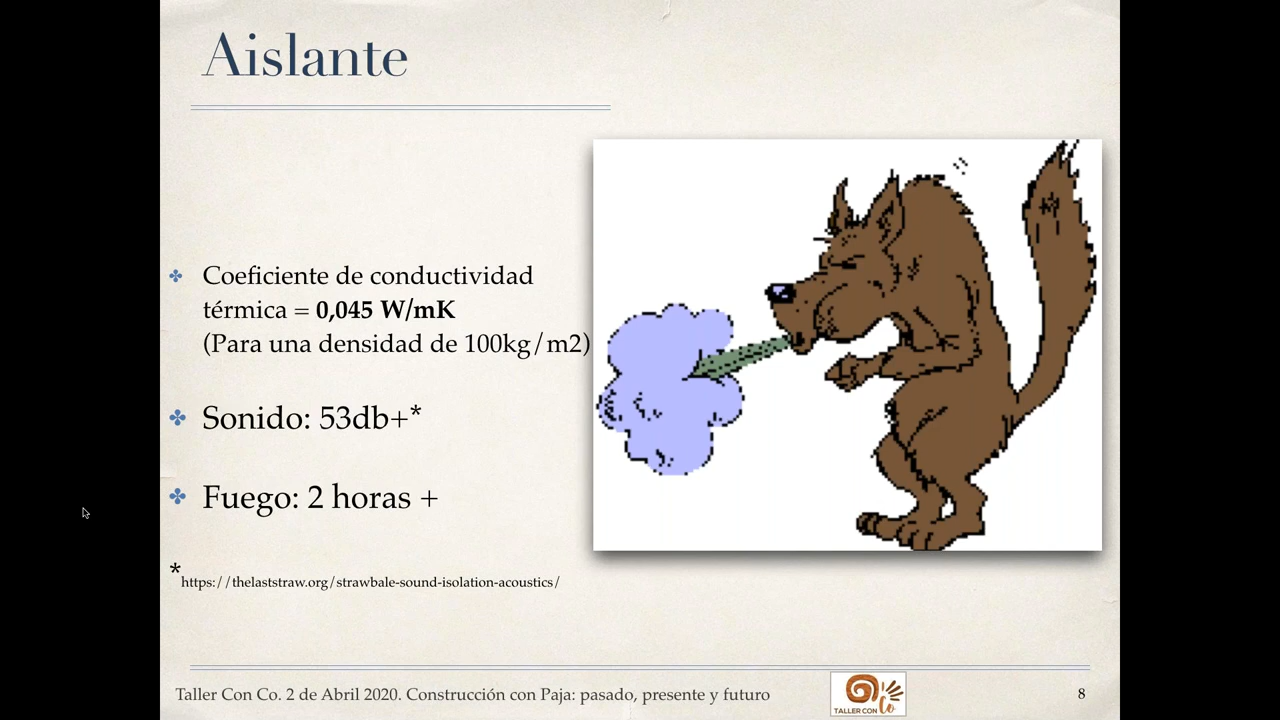 Aislante
Coeficiente de conductividad
térmica = 0,045 W/mK
(Para una densidad de 100kg/m2)
Sonido: 53db+*
Fuego: 2 horas +
*https://thelaststraw.org/strawbale-sound-isolation-acoustics/
Taller Con Co. 2 de Abril 2020. Construcción con Paja: pasado, presente y futuro
TALLER CON Co
8